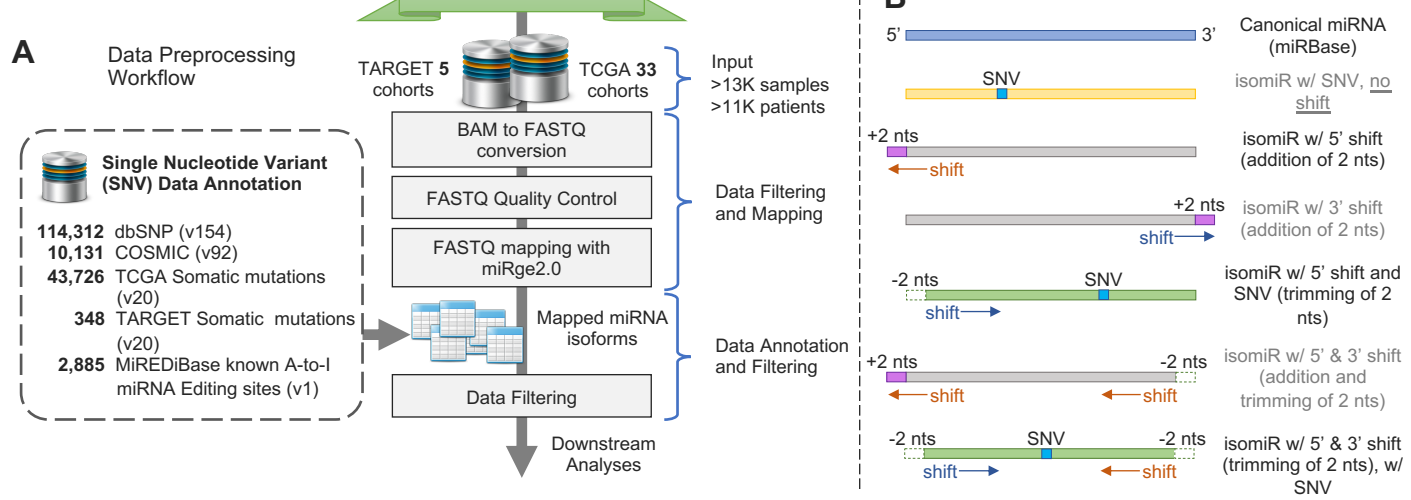 A
Data Preprocessing
Workflow
TARGET 5
cohorts
TCGA 33
cohorts
Input
>13K samples
>11K patients
BAM to FASTQ
conversion
FASTQ Quality Control
FASTQ mapping with
miRge2.0
Data Filtering
and Mapping
Single Nucleotide Variant
(SNV) Data Annotation
114,312 dbSNP (v154)
10,131 COSMIC (v92)
43,726 TCGA Somatic mutations
(v20)
348 TARGET Somatic mutations
(v20)
2,885 MiREDiBase known A-to-I
miRNA Editing sites (v1)
Mapped miRNA
isoforms
Data Annotation
and Filtering
Data Filtering
Downstream
Analyses
B
5’
3’
Canonical miRNA
(miRBase)
SNV
isomiR w/ SNV, no
shift
+2 nts
shift
isomiR w/ 5’ shift
(addition of 2 nts)
+2 nts
shift
isomiR w/ 3’ shift
(addition of 2 nts)
-2 nts
SNV
shift
isomiR w/ 5’ shift and
SNV (trimming of 2
nts)
+2 nts
-2 nts
shift
shift
isomiR w/ 5’ & 3’ shift
(addition and
trimming of 2 nts)
-2 nts
SNV
-2 nts
shift
shift
isomiR w/ 5’ & 3’ shift
(trimming of 2 nts), w/
SNV